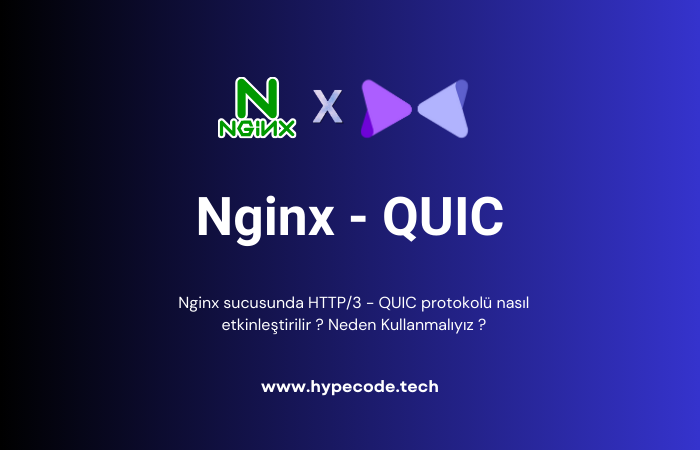 N
NGiNX
X
Nginx - QUIC
Nginx sucusunda HTTP/3 - QUIC protokolü nasıl
etkinleştirilir ? Neden Kullanmalıyız ?
www.hypecode.tech